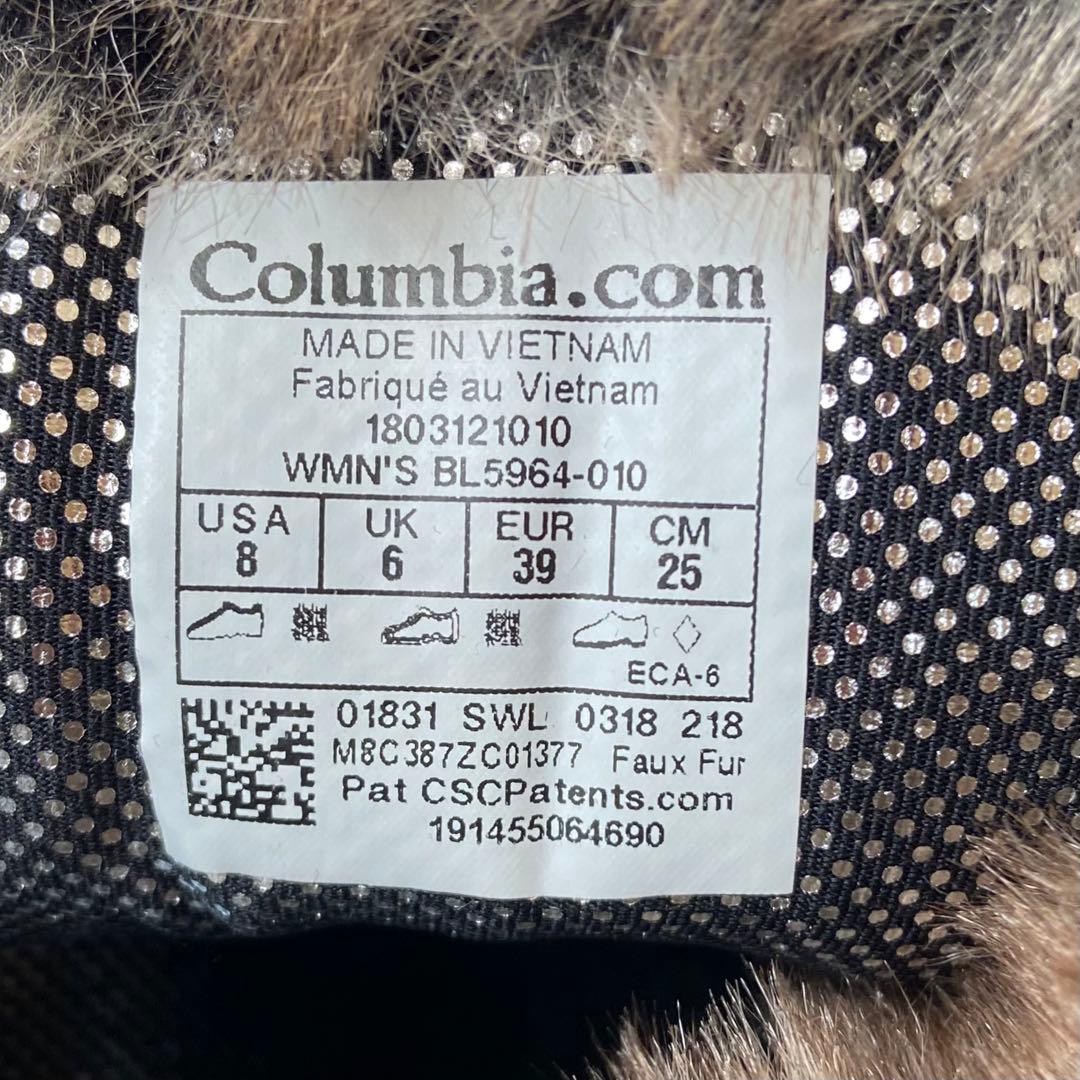 Columbia.com
MADE IN VIETNAM
Fabriqué au Vietnam
1803121010
WMN'S BL5964-010
USA UK EUR CM
8 6 39 25
ECA-6
01831 SWL 0318 218
M8C387ZC01377 Faux Fur
Pat CSCPatents.com
191455064690